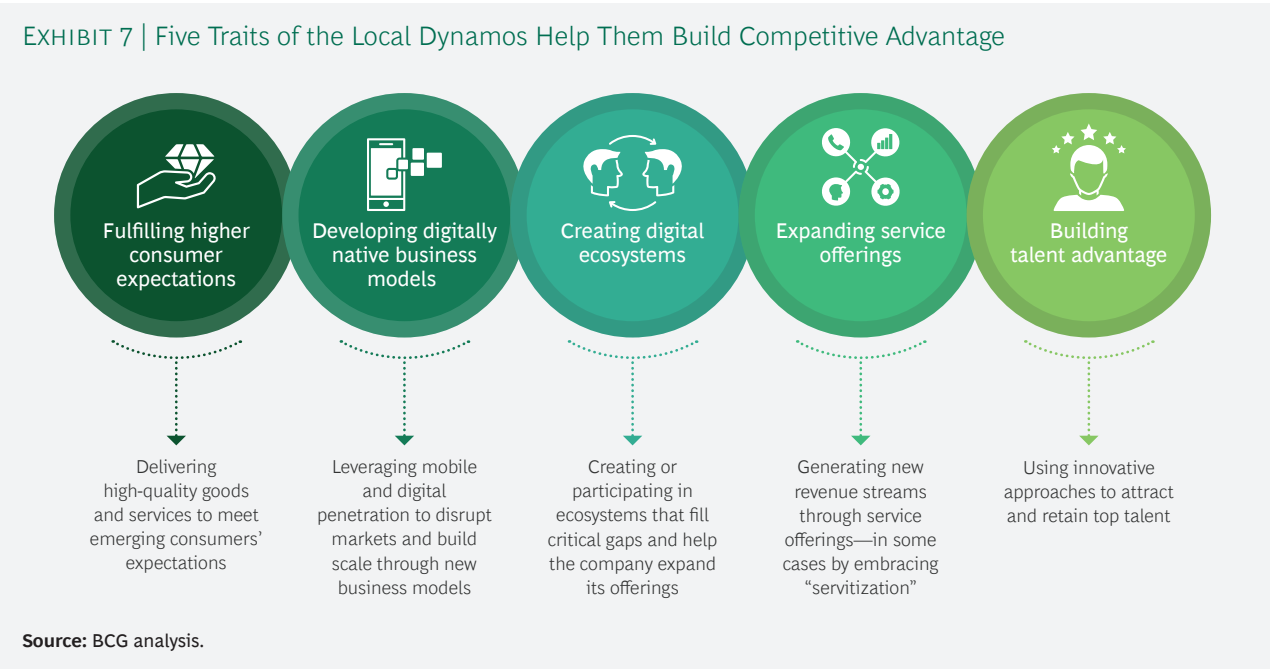 EXHIBIT 7 | Five Traits of the Local Dynamos Help Them Build Competitive Advantage
Fulfilling higher
consumer
expectations
Developing digitally
native business
models
Creating digital
ecosystems
Expanding service
offerings
Building
talent advantage
Delivering
high-quality goods
and services to meet
emerging consumers’
expectations
Leveraging mobile
and digital
penetration to disrupt
markets and build
scale through new
business models
Creating or
participating in
ecosystems that fill
critical gaps and help
the company expand
its offerings
Generating new
revenue streams
through service
offerings—in some
cases by embracing
“servitization”
Using innovative
approaches to attract
and retain top talent
Source: BCG analysis.